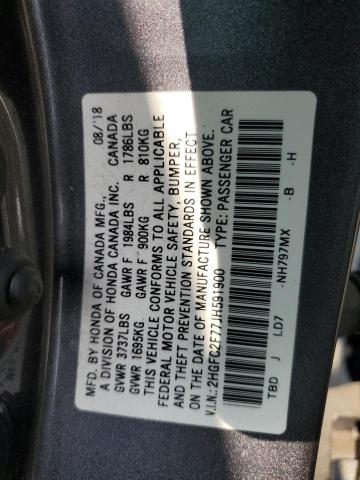 MFD. BY HONDA OF CANADA MFG., 08/'18
A DIVISION OF HONDA CANADA INC. CANADA
GVWR 3737LBS GAWR F 1984LBS R 1786LBS
GVWR 1695KG GAWR F 900KG R 810KG
THIS VEHICLE CONFORMS TO ALL APPLICABLE
FEDERAL MOTOR VEHICLE SAFETY, BUMPER,
AND THEFT PREVENTION STANDARDS IN EFFECT
ON THE DATE OF MANUFACTURE SHOWN ABOVE.
V.I.N.: 2HGFC2F77JH591900 TYPE: PASSENGER CAR
TBD J LD7 -NH797MX -B -H